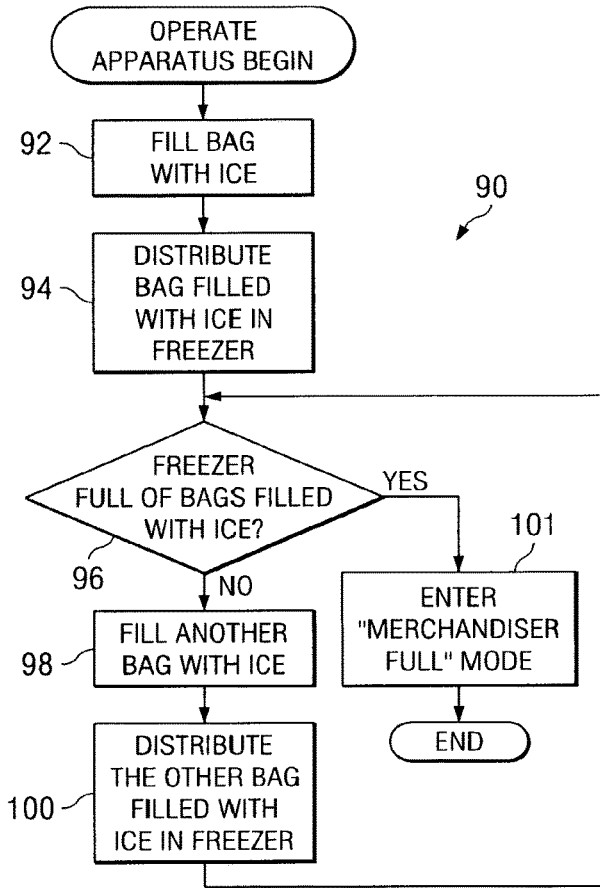 OPERATE
APPARATUS BEGIN
92
FILL BAG
WITH ICE
90
94
DISTRIBUTE
BAG FILLED
WITH ICE IN
FREEZER
FREEZER
FULL OF BAGS FILLED
WITH ICE?
YES
96
NO
101
ENTER
"MERCHANDISER
FULL" MODE
98
FILL ANOTHER
BAG WITH ICE
END
100
DISTRIBUTE
THE OTHER BAG
FILLED WITH
ICE IN FREEZER